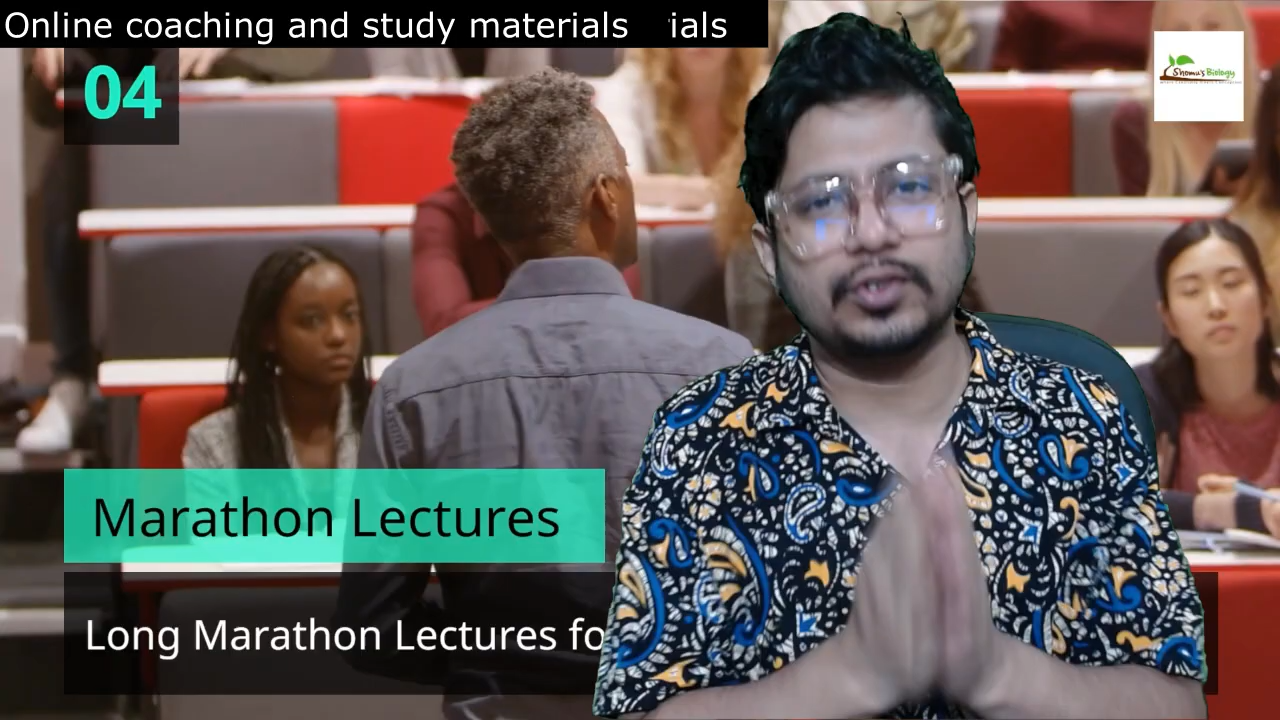 Online coaching and study materials ials
04
Shomu's Biology
Marathon Lectures
Long Marathon Lectures fo